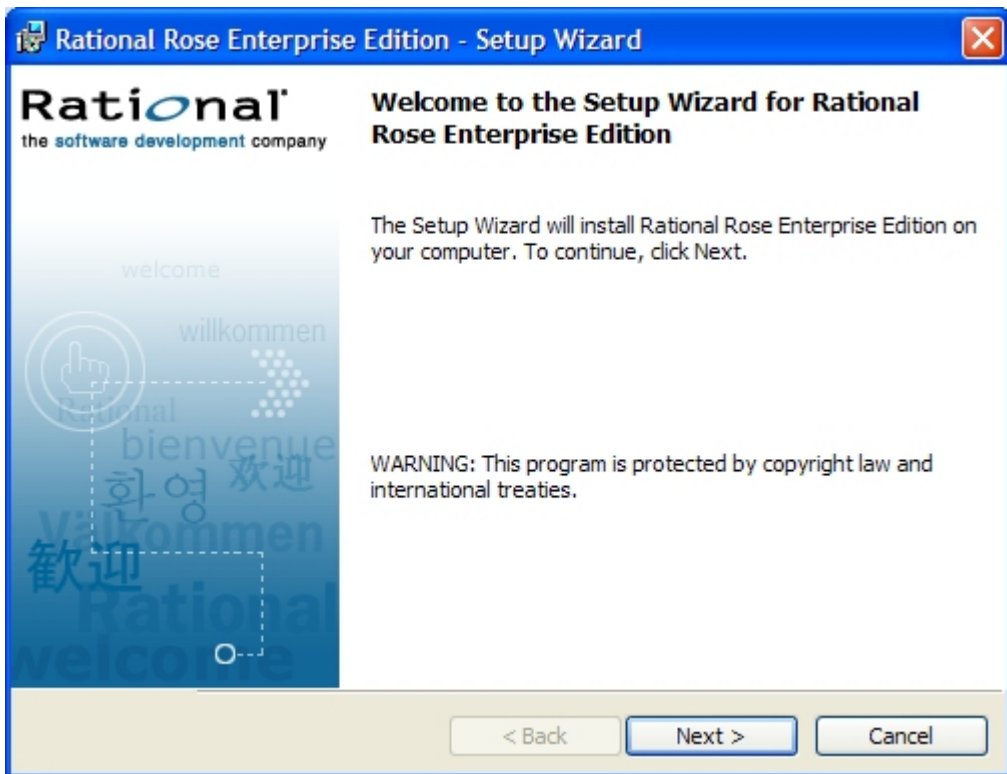 Rational Rose Enterprise Edition - Setup Wizard
Rational
the software development company
Welcome to the Setup Wizard for Rational
Rose Enterprise Edition
The Setup Wizard will install Rational Rose Enterprise Edition on
your computer. To continue, click Next.
welcome
willkommen
Rational
bienvenue
환영 欢迎
Välkommen
歓迎
Rational
welcome
WARNING: This program is protected by copyright law and
international treaties.
< Back Next > Cancel